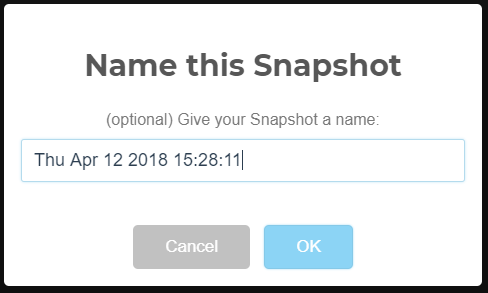 Name this Snapshot
(optional) Give your Snapshot a name:
Thu Apr 12 2018 15:28:11
Cancel
OK